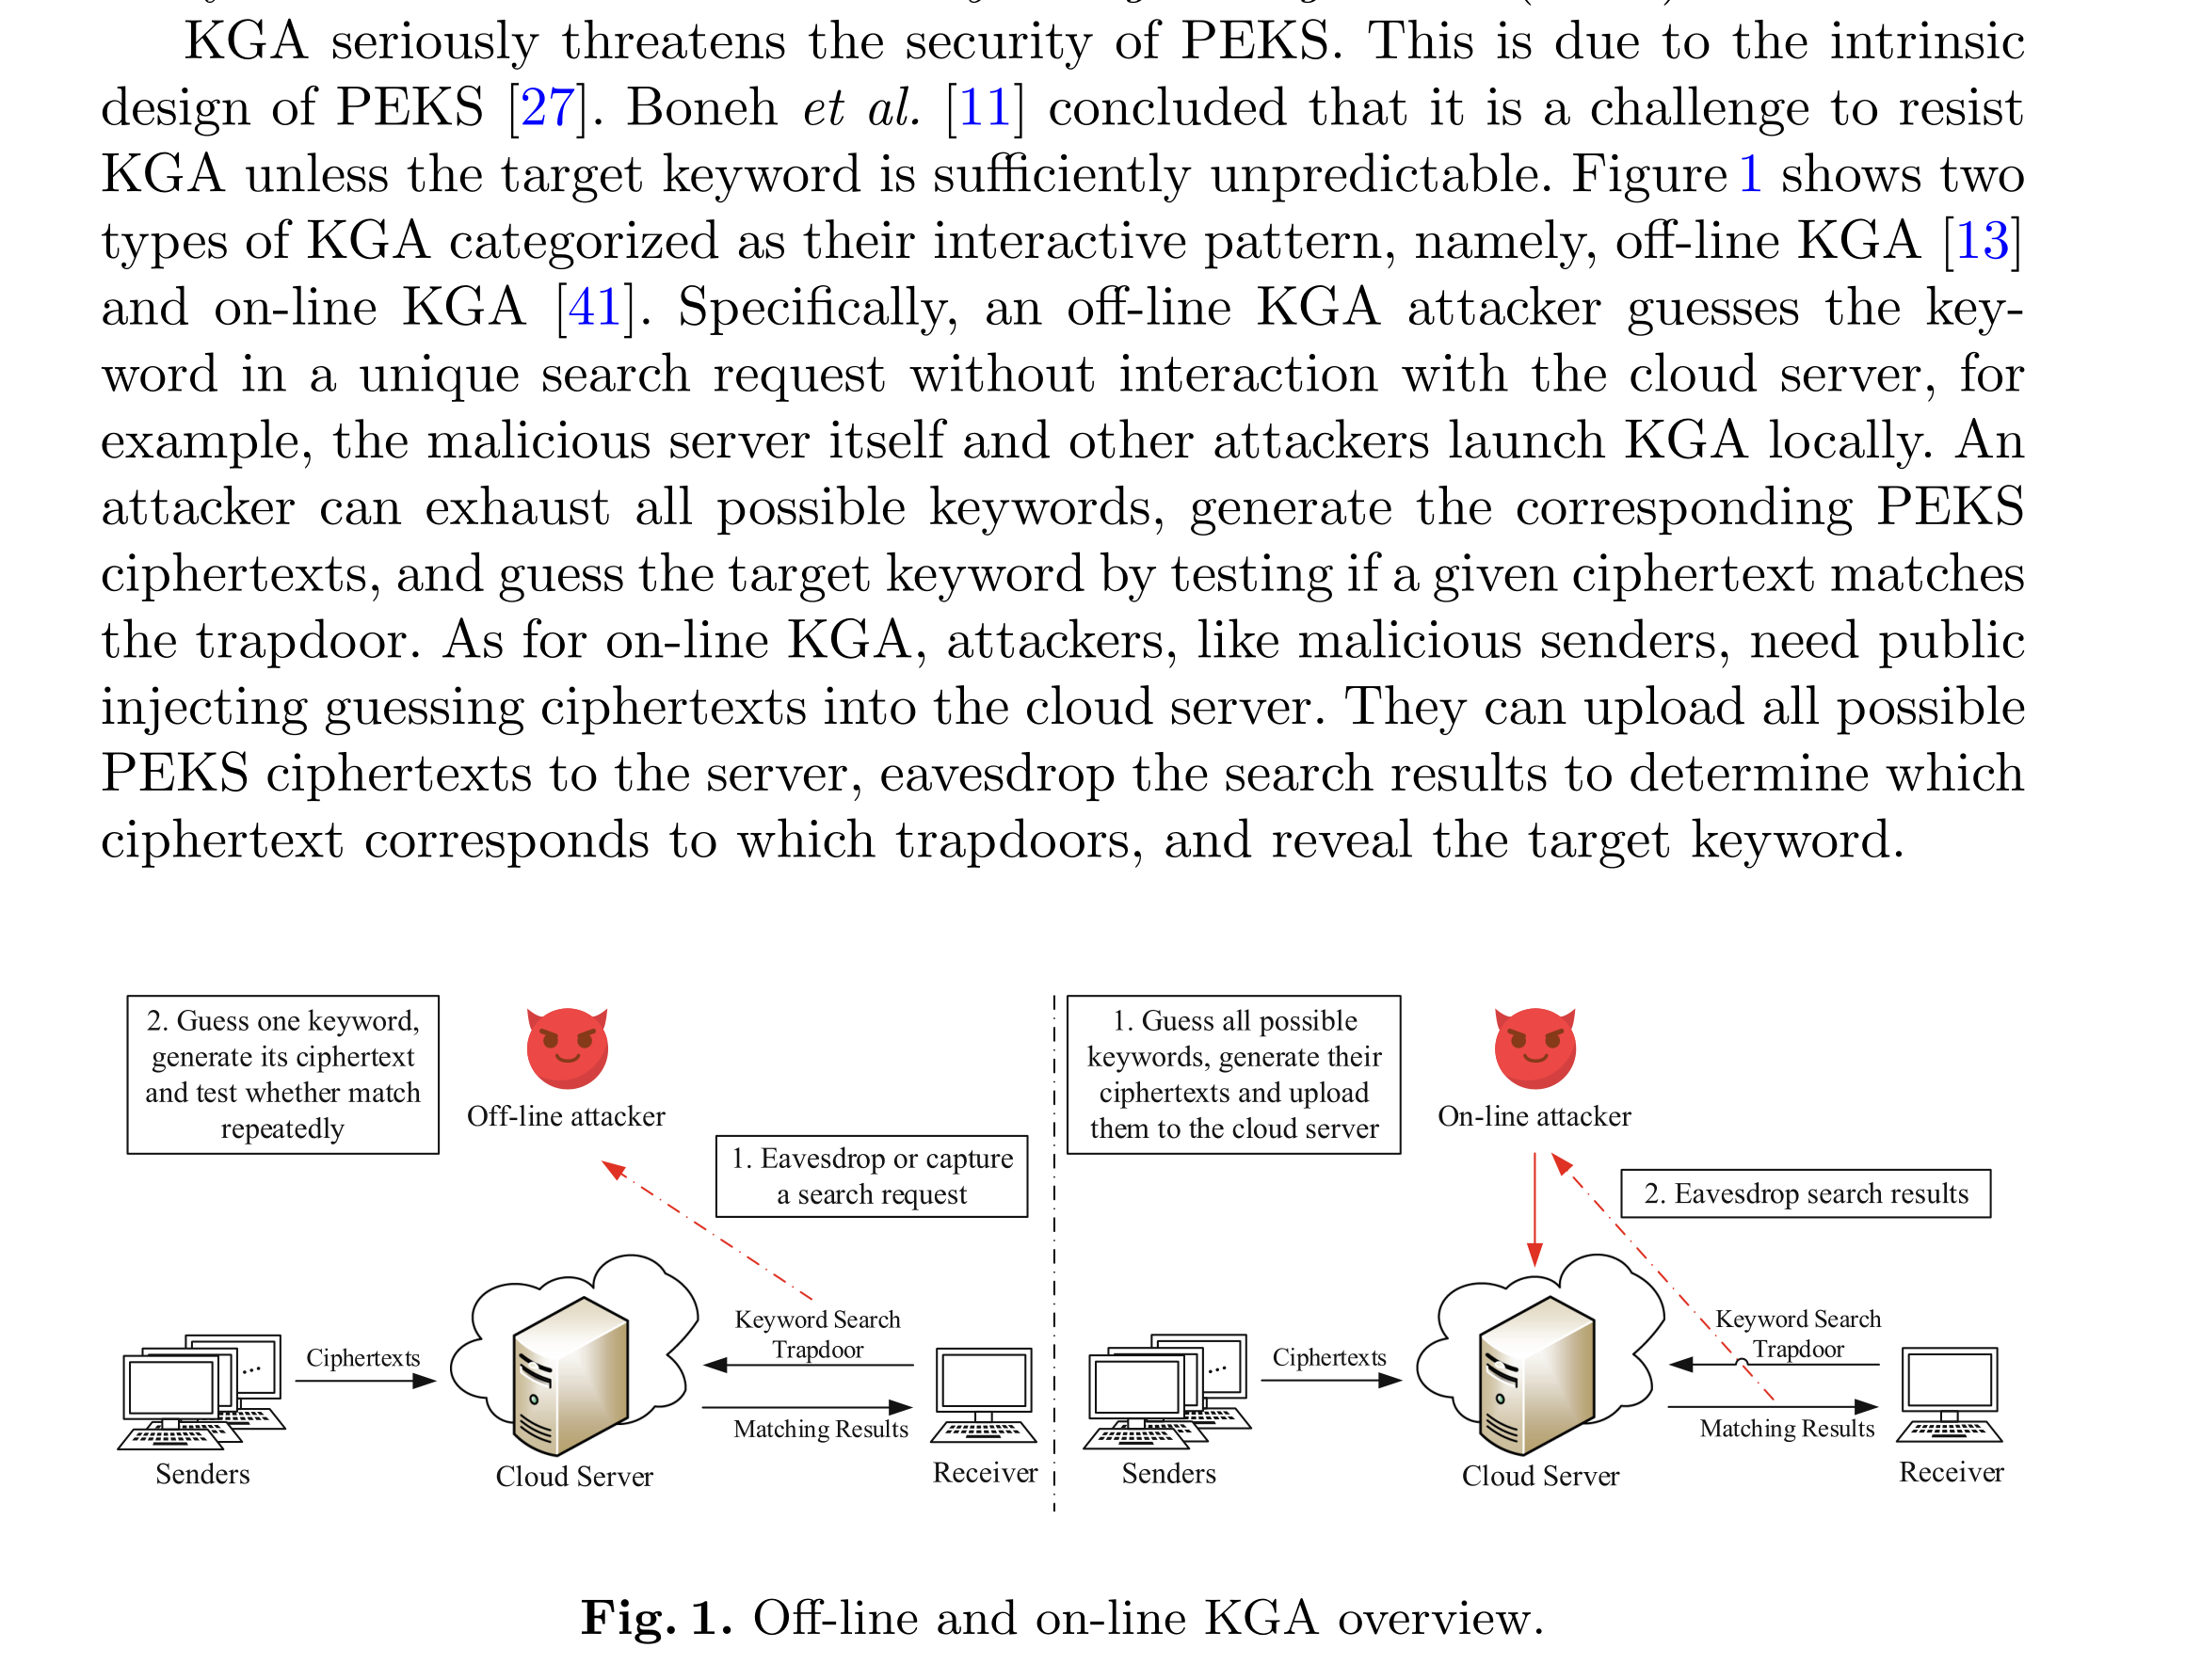 KGA seriously threatens the security of PEKS. This is due to the intrinsic
design of PEKS [27]. Boneh et al. [11] concluded that it is a challenge to resist
KGA unless the target keyword is sufficiently unpredictable. Figure 1 shows two
types of KGA categorized as their interactive pattern, namely, off-line KGA [13]
and on-line KGA [41]. Specifically, an off-line KGA attacker guesses the key-
word in a unique search request without interaction with the cloud server, for
example, the malicious server itself and other attackers launch KGA locally. An
attacker can exhaust all possible keywords, generate the corresponding PEKS
ciphertexts, and guess the target keyword by testing if a given ciphertext matches
the trapdoor. As for on-line KGA, attackers, like malicious senders, need public
injecting guessing ciphertexts into the cloud server. They can upload all possible
PEKS ciphertexts to the server, eavesdrop the search results to determine which
ciphertext corresponds to which trapdoors, and reveal the target keyword.
2. Guess one keyword,
generate its ciphertext
and test whether match
repeatedly
Off-line attacker
1. Eavesdrop or capture
a search request
Keyword Search
Trapdoor
Ciphertexts
Matching Results
Senders
Cloud Server
Receiver
1. Guess all possible
keywords, generate their
ciphertexts and upload
them to the cloud server
On-line attacker
2. Eavesdrop search results
Keyword Search
Trapdoor
Ciphertexts
Matching Results
Senders
Cloud Server
Receiver
Fig. 1. Off-line and on-line KGA overview.